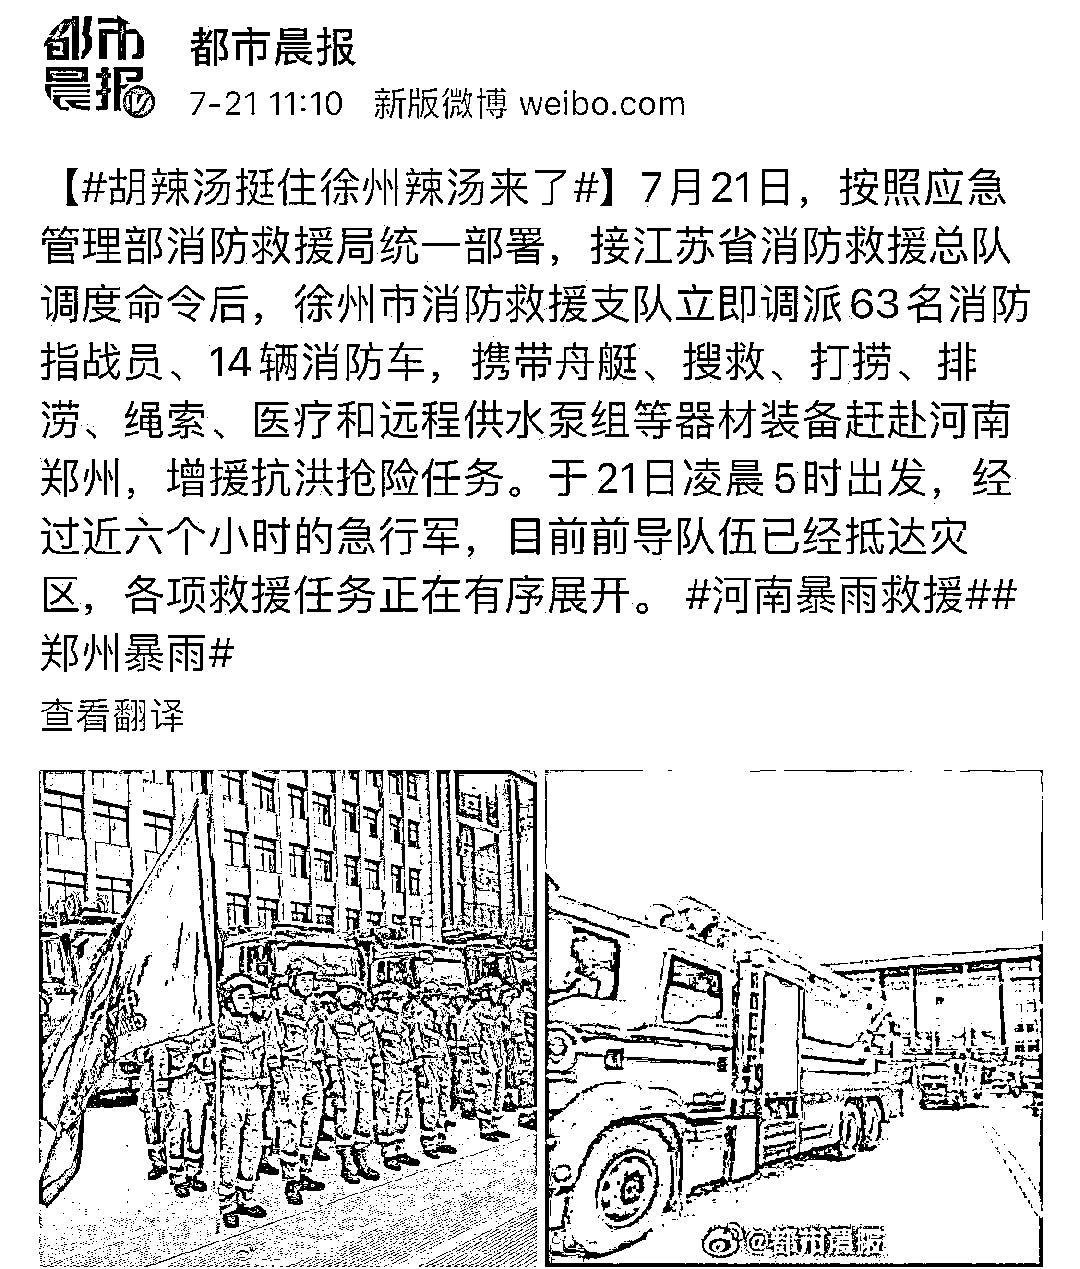 都市
晨报
都市晨报
7-21 11:10 新版微博 weibo.com
【#胡辣汤挺住徐州辣汤来了#】7月21日，按照应急
管理部消防救援局统一部署，接江苏省消防救援总队
调度命令后，徐州市消防救援支队立即调派63名消防
指战员、14辆消防车，携带舟艇、搜救、打捞、排
涝、绳索、医疗和远程供水泵组等器材装备赶赴河南
郑州，增援抗洪抢险任务。于21日凌晨5时出发，经
过近六个小时的急行军，目前前导队伍已经抵达灾
区，各项救援任务正在有序展开。 #河南暴雨救援##
郑州暴雨#
查看翻译
@都市晨报